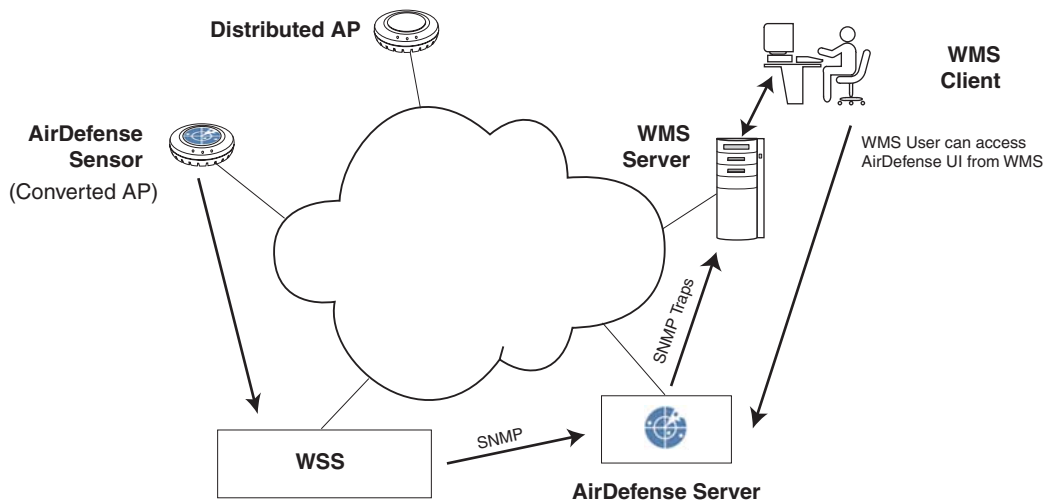 Distributed AP
AirDefense
Sensor
(Converted AP)
WMS
Server
WMS
Client
WMS User can access
AirDefense UI from WMS
SNMP Traps
SNMP
WSS
AirDefense Server